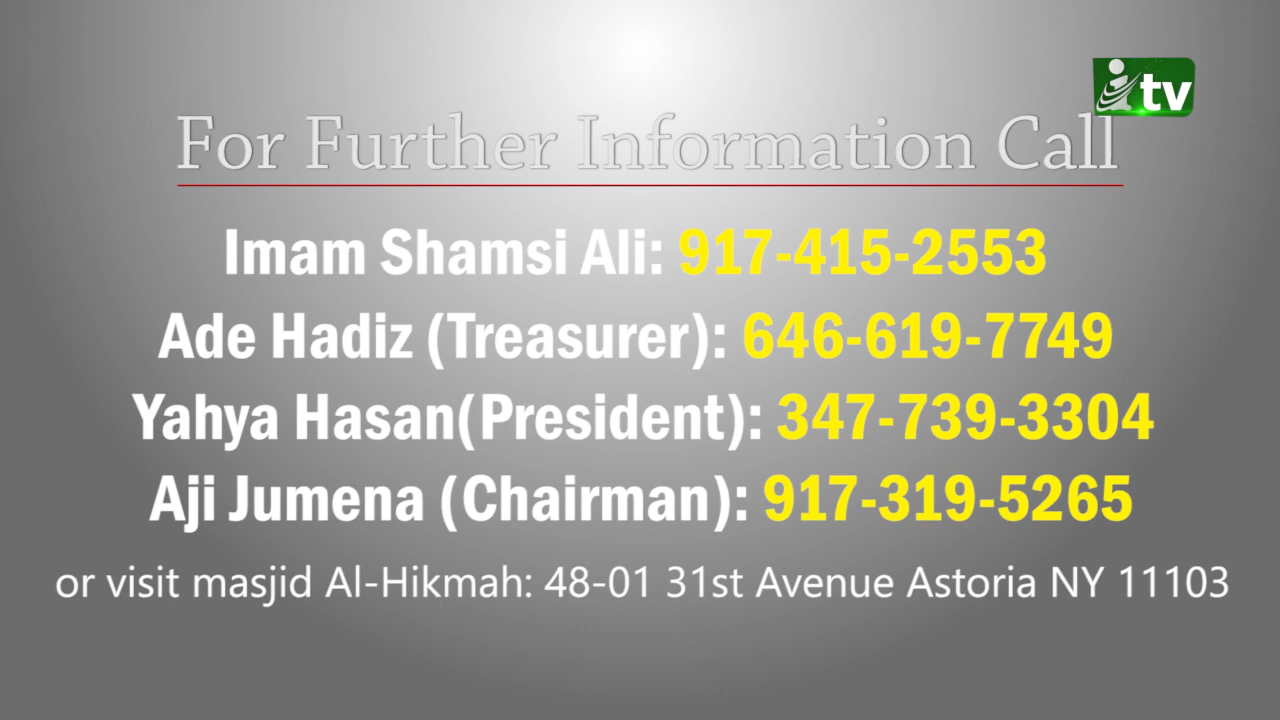 itv
For Further Information Call
Imam Shamsi Ali: 917-415-2553
Ade Hadiz (Treasurer): 646-619-7749
Yahya Hasan(President): 347-739-3304
Aji Jumena (Chairman): 917-319-5265
or visit masjid Al-Hikmah: 48-01 31st Avenue Astoria NY 11103